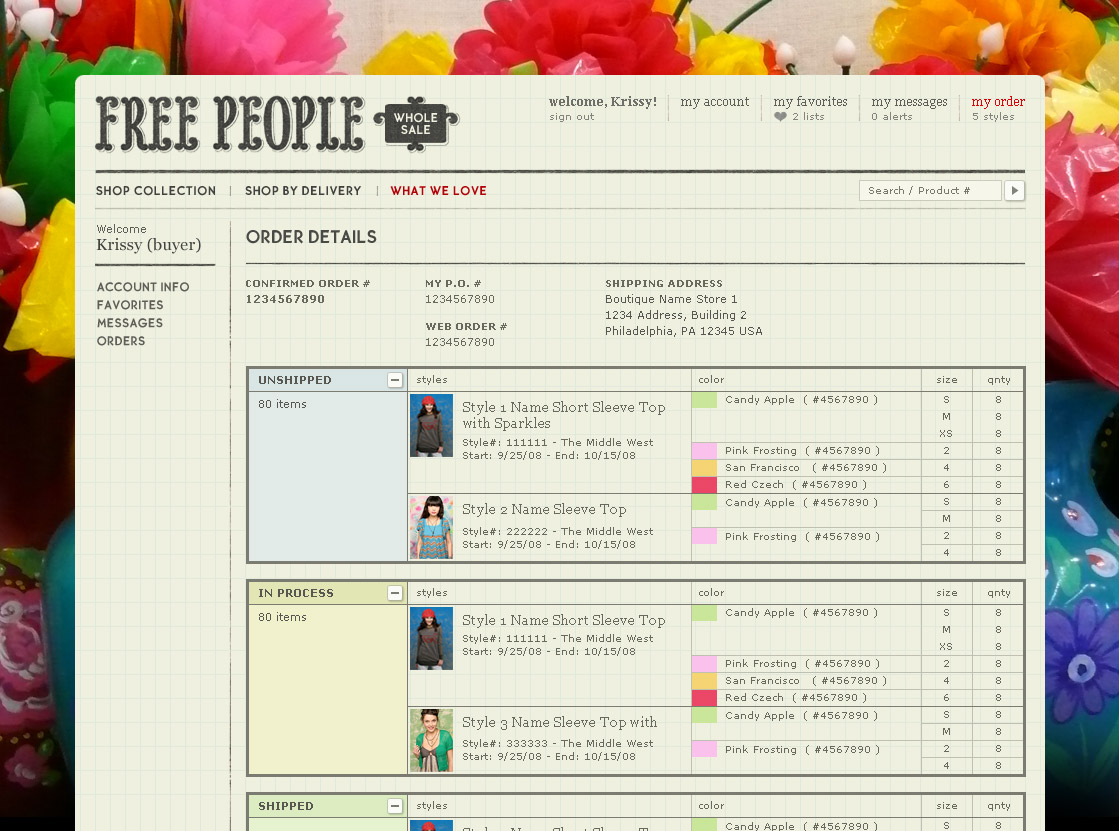 FREE PEOPLE
WHOLE
SALE
welcome, Krissy!
sign out
my account
my favorites
2 lists
my messages
0 alerts
my order
5 styles
SHOP COLLECTION
SHOP BY DELIVERY
WHAT WE LOVE
Search / Product #
Welcome
Krissy (buyer)
ACCOUNT INFO
FAVORITES
MESSAGES
ORDERS
ORDER DETAILS
CONFIRMED ORDER #
1234567890
MY P.O. #
1234567890
WEB ORDER #
1234567890
SHIPPING ADDRESS
Boutique Name Store 1
1234 Address, Building 2
Philadelphia, PA 12345 USA
UNSHIPPED styles color size qnty
80 items
Style 1 Name Short Sleeve Top
with Sparkles
Style#: 111111 - The Middle West
Start: 9/25/08 - End: 10/15/08
Candy Apple ( #4567890 ) S 8
M 8
XS 8
Pink Frosting ( #4567890 ) 2 8
San Francisco ( #4567890 ) 4 8
Red Czech ( #4567890 ) 6 8
Style 2 Name Sleeve Top
Style#: 222222 - The Middle West
Start: 9/25/08 - End: 10/15/08
Candy Apple ( #4567890 ) S 8
M 8
Pink Frosting ( #4567890 ) 2 8
4 8
IN PROCESS styles color size qnty
80 items
Style 1 Name Short Sleeve Top
Style#: 111111 - The Middle West
Start: 9/25/08 - End: 10/15/08
Candy Apple ( #4567890 ) S 8
M 8
XS 8
Pink Frosting ( #4567890 ) 2 8
San Francisco ( #4567890 ) 4 8
Red Czech ( #4567890 ) 6 8
Style 3 Name Sleeve Top with
Style#: 333333 - The Middle West
Start: 9/25/08 - End: 10/15/08
Candy Apple ( #4567890 ) S 8
M 8
Pink Frosting ( #4567890 ) 2 8
4 8
SHIPPED styles color size qnty
Candy Apple ( #4567890 ) S 8